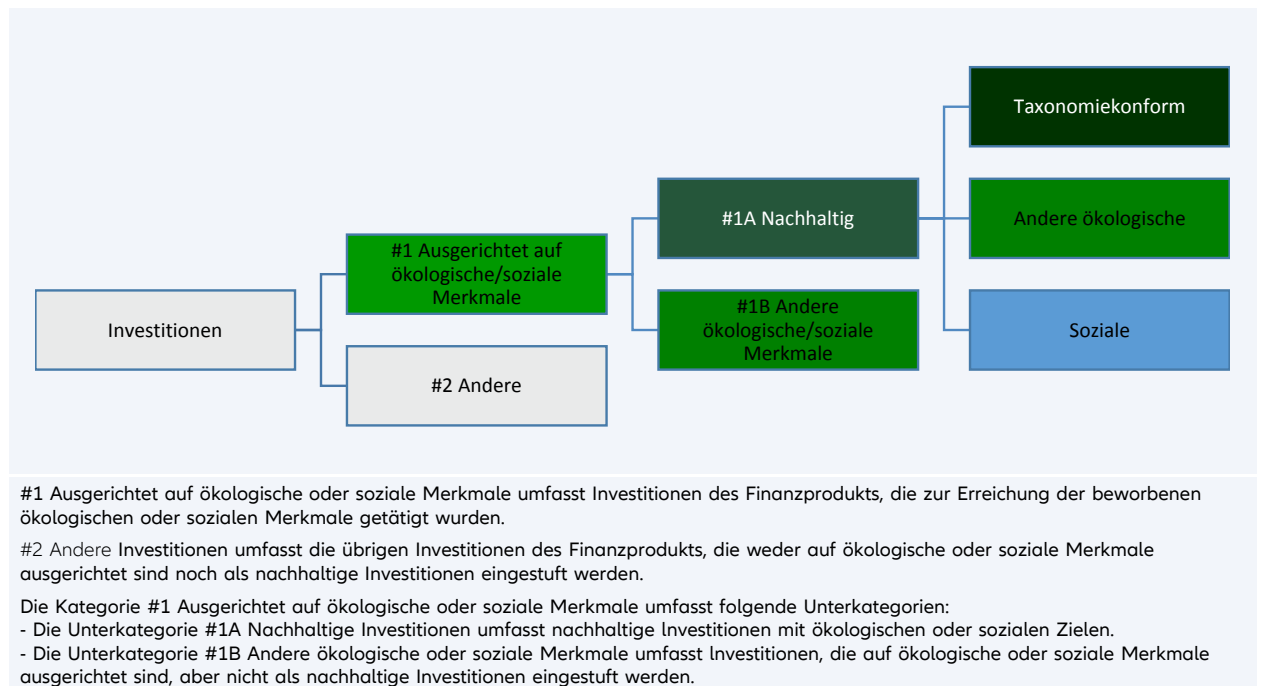 Taxonomiekonform
#1A Nachhaltig
Andere ökologische
#1 Ausgerichtet auf
ökologische/soziale
Merkmale
#1B Andere
ökologische/soziale
Merkmale
Investitionen
Soziale
#2 Andere
#1 Ausgerichtet auf ökologische oder soziale Merkmale umfasst Investitionen des Finanzprodukts, die zur Erreichung der beworbenen
ökologischen oder sozialen Merkmale getätigt wurden.
#2 Andere Investitionen umfasst die übrigen Investitionen des Finanzprodukts, die weder auf ökologische oder soziale Merkmale
ausgerichtet sind noch als nachhaltige Investitionen eingestuft werden.
Die Kategorie #1 Ausgerichtet auf ökologische oder soziale Merkmale umfasst folgende Unterkategorien:
- Die Unterkategorie #1A Nachhaltige Investitionen umfasst nachhaltige lnvestitionen mit ökologischen oder sozialen Zielen.
- Die Unterkategorie #1B Andere ökologische oder soziale Merkmale umfasst lnvestitionen, die auf ökologische oder soziale Merkmale
ausgerichtet sind, aber nicht als nachhaltige Investitionen eingestuft werden.